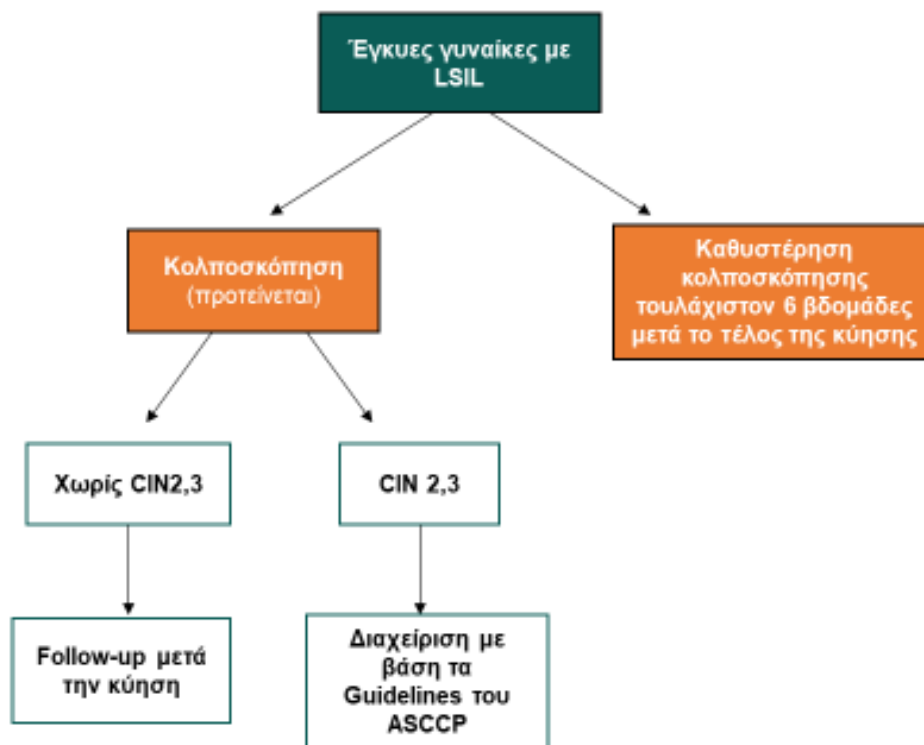 Έγκυες γυναίκες με
LSIL
Κολποσκόπηση
(προτείνεται)
Καθυστέρηση
κολποσκόπησης
τουλάχιστον 6 βδομάδες
μετά το τέλος της κύησης
Χωρίς CIN2,3
CIN 2,3
Follow-up μετά
την κύηση
Διαχείριση με
βάση τα
Guidelines του
ASCCP